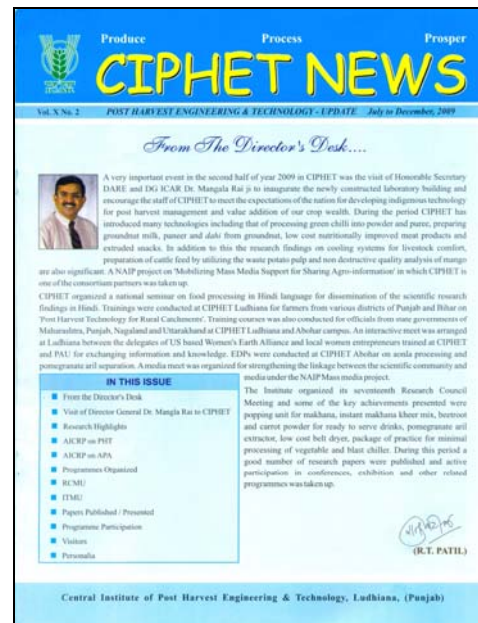 Produce Process Prosper
CIPHET NEWS
Vol. X No. 2 POST HARVEST ENGINEERING & TECHNOLOGY - UPDATE July to December, 2009
From The Director's Desk....
A very important event in the second half of year 2009 in CIPHET was the visit of Honorable Secretary
DARE and DG ICAR Dr. Mangla Rai ji to inaugurate the newly constructed laboratory building and
encourage the staff of CIPHET to meet the expectations of the nation for developing indigenous technology
for post harvest management and value addition of our crop wealth. During the period CIPHET has
introduced many technologies including that of processing green chilli into powder and puree, preparing
groundnut milk, paneer and dahi from groundnut, low cost nutritionally improved meat products and
extruded snacks. In addition to this the research findings on cooling systems for livestock comfort,
preparation of cattle feed by utilizing the waste potato pulp and non destructive quality analysis of mango
are also significant. A NAIP project on 'Mobilizing Mass Media Support for Sharing Agro-information' in which CIPHET is
one of the consortium partners was taken up.
CIPHET organized a national seminar on food processing in Hindi language for dissemination of the scientific research
findings in Hindi. Trainings were conducted at CIPHET Ludhiana for farmers from various districts of Punjab and Bihar on
'Post Harvest Technology for Rural Catchments'. Training courses was also conducted for officials from state governments of
Maharashtra, Punjab, Nagaland and Uttarakhand at CIPHET Ludhiana and Abohar campus. An interactive meet was arranged
at Ludhiana between the delegates of US based Women's Earth Alliance and local women entrepreneurs trained at CIPHET
and PAU for exchanging information and knowledge. EDPs were conducted at CIPHET Abohar on aonla processing and
pomegranate aril separation. A media meet was organized for strengthening the linkage between the scientific community and
media under the NAIP Mass media project.
The Institute organized its seventeenth Research Council
Meeting and some of the key achievements presented were
popping unit for makhana, instant makhana kheer mix, beetroot
and carrot powder for ready to serve drinks, pomegranate aril
extractor, low cost belt dryer, package of practice for minimal
processing of vegetable and blast chiller. During this period a
good number of research papers were published and active
participation in conferences, exhibition and other related
programmes was taken up.
IN THIS ISSUE
From the Director's Desk
Visit of Director General Dr. Mangla Rai to CIPHET
Research Highlights
AICRP on PHT
AICRP on APA
Programmes Organized
RCMU
ITMU
Papers Published / Presented
Programme Participation
Visitors
Personalia
(R.T. PATIL)
Central Institute of Post Harvest Engineering & Technology, Ludhiana, (Punjab)